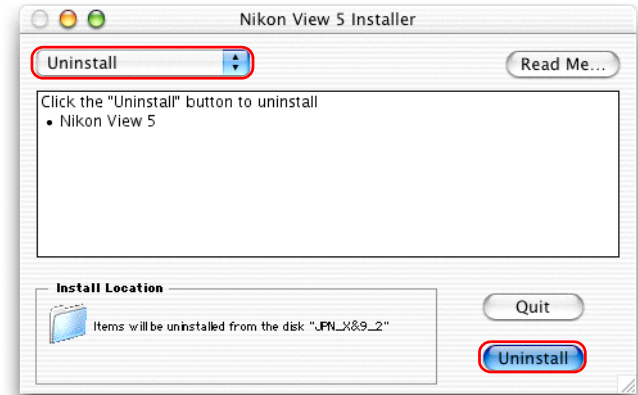 Nikon View 5 Installer
Uninstall
Read Me...
Click the "Uninstall" button to uninstall
• Nikon View 5
Install Location
Items will be uninstalled from the disk "JPN_X&9_2"
Quit
Uninstall